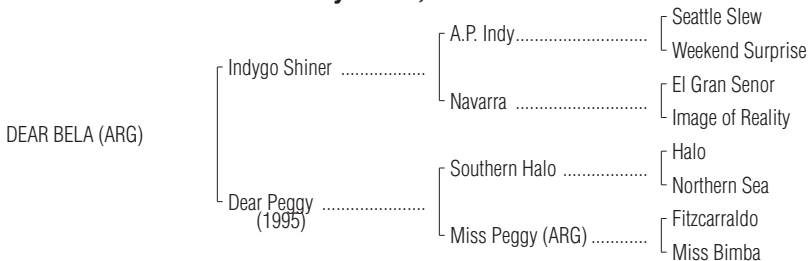 Seattle Slew
A.P. Indy..............................
Weekend Surprise
Indygo Shiner ..................
El Gran Senor
Navarra ..............................
Image of Reality
DEAR BELA (ARG)
Halo
Southern Halo ...................
Northern Sea
Dear Peggy ......................
(1995)
Fitzcarraldo
Miss Peggy (ARG) ............
Miss Bimba